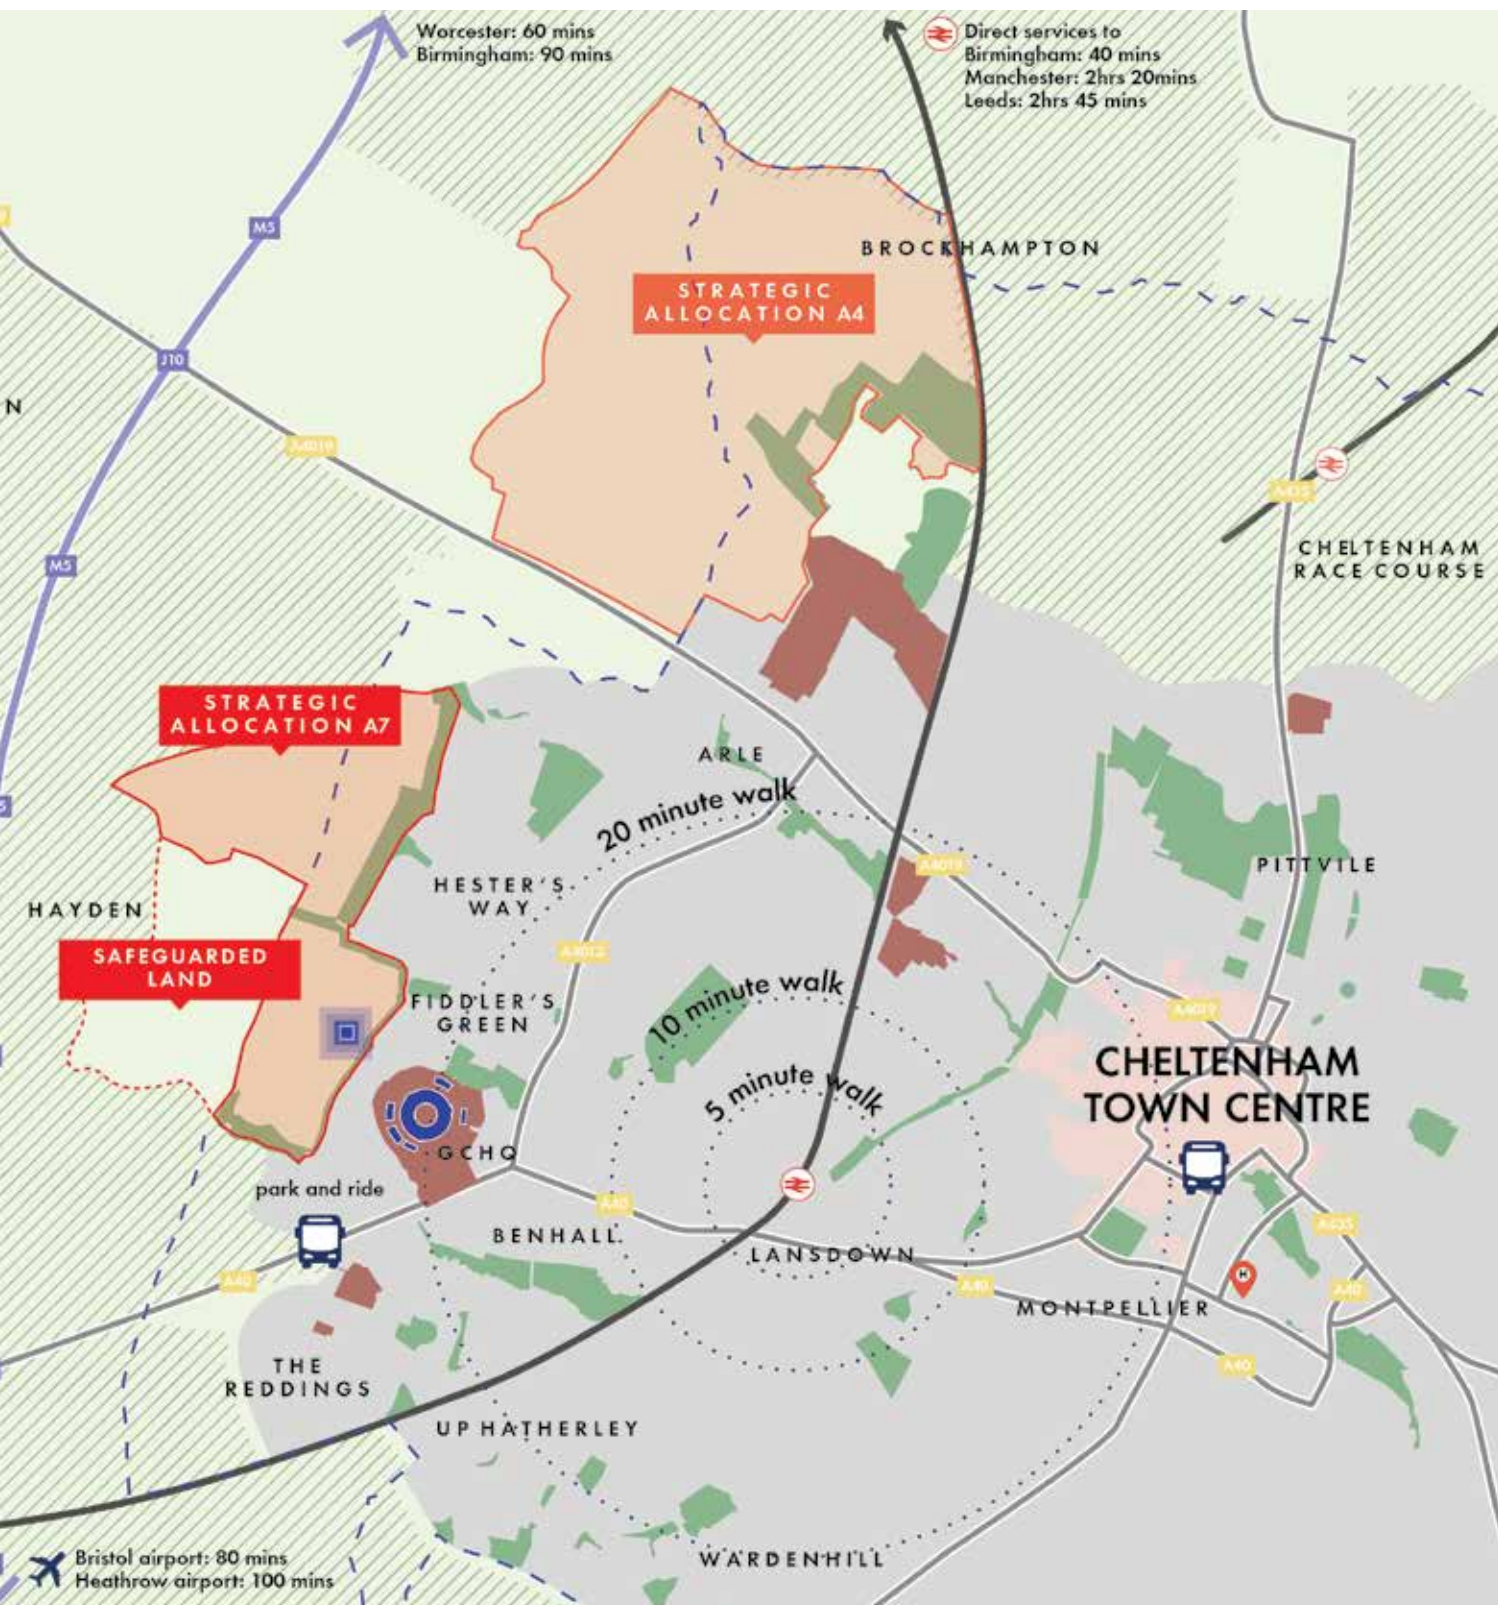 Worcester: 60 mins
Birmingham: 90 mins
Direct services to
Birmingham: 40 mins
Manchester: 2hrs 20mins
Leeds: 2hrs 45 mins
M5
BROCKHAMPTON
STRATEGIC
ALLOCATION A4
J10
N
A4019
A435
M5
CHELTENHAM
RACE COURSE
STRATEGIC
ALLOCATION A7
ARLE
20 minute walk
A4019
PITTVILE
HESTER'S
WAY
HAYDEN
A4013
SAFEGUARDED
LAND
FIDDLER'S
GREEN
10 minute walk
A4019
CHELTENHAM
TOWN CENTRE
5 minute walk
GCHQ
park and ride
A40
BENHALL
LANSDOWN
A435
H
A40
A40
A40
MONTPELLIER
A40
THE
REDDINGS
UP HATHERLEY
WARDENHILL
Bristol airport: 80 mins
Heathrow airport: 100 mins